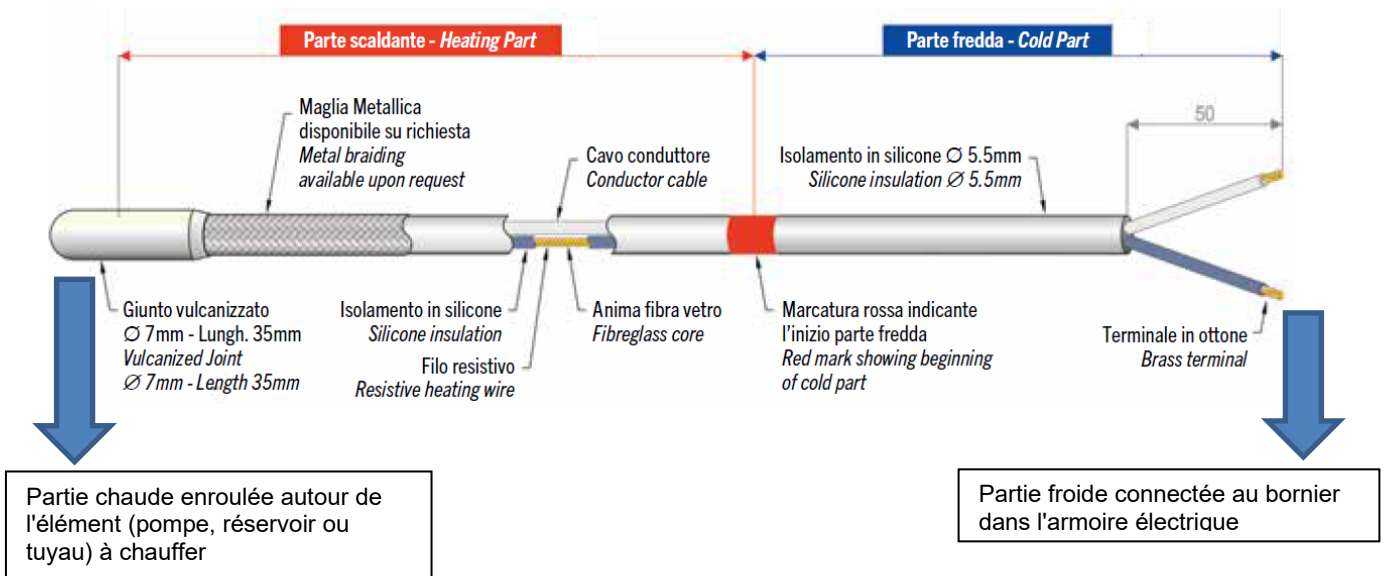 Parte scaldante - Heating Part
Parte fredda - Cold Part
50
Maglia Metallica
disponibile su richiesta
Metal braiding
available upon request
Cavo conduttore
Conductor cable
Isolamento in silicone Ø 5.5mm
Silicone insulation Ø 5.5mm
Giunto vulcanizzato
Ø 7mm - Lungh. 35mm
Vulcanized Joint
Ø 7mm - Length 35mm
Isolamento in silicone
Silicone insulation
Filo resistivo
Resistive heating wire
Anima fibra vetro
Fibreglass core
Marcatura rossa indicante
l'inizio parte fredda
Red mark showing beginning
of cold part
Terminale in ottone
Brass terminal
Partie chaude enroulée autour de
l'élément (pompe, réservoir ou
tuyau) à chauffer
Partie froide connectée au bornier
dans l'armoire électrique